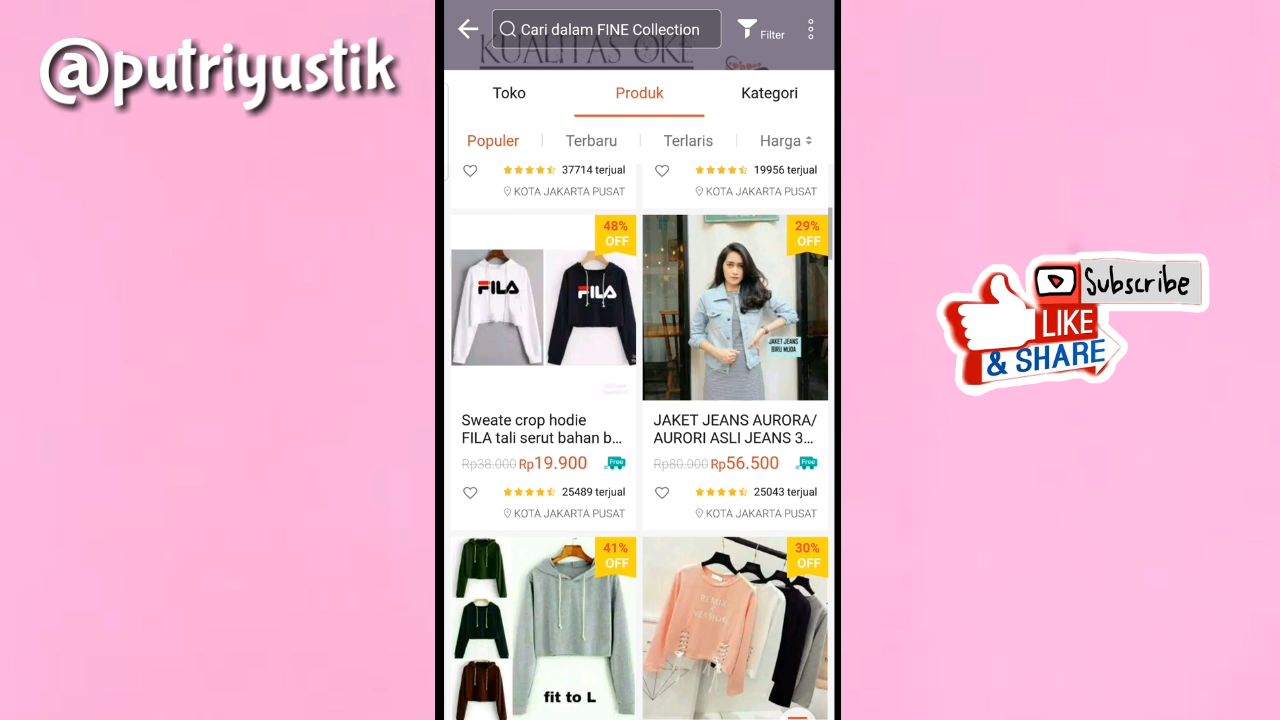 @putriyustik
Cari dalam FINE Collection
Filter
KUALITAS OKE
Toko
Produk
Kategori
Populer
Terbaru
Terlaris
Harga
37714 terjual
19956 terjual
KOTA JAKARTA PUSAT
KOTA JAKARTA PUSAT
48%
OFF
FILA
FILA
29%
OFF
JAKET JEANS
BIRU MUDA
Sweate crop hodie
FILA tali serut bahan b...
Rp38.000 Rp19.900
Free
25489 terjual
KOTA JAKARTA PUSAT
JAKET JEANS AURORA/
AURORI ASLI JEANS 3...
Rp80.000 Rp56.500
Free
25043 terjual
KOTA JAKARTA PUSAT
41%
OFF
fit to L
30%
OFF
REMIX
VERSION
Subscribe
LIKE
& SHARE